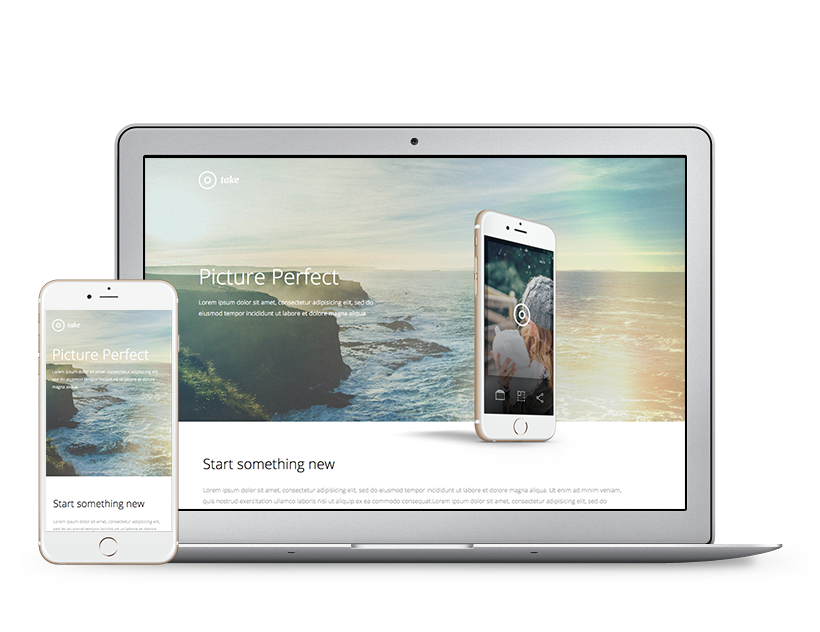 take
Picture Perfect
Lorem ipsum dolor sit amet, consectetur adipisicing elit, sed do
eiusmod tempor incididunt ut labore et dolore magna aliqua
Start something new
Lorem ipsum dolor sit amet, consectetur adipisicing elit, sed do eiusmod tempor incididunt ut labore et dolore magna aliqua. Ut enim ad minim veniam,
quis nostrud exercitation ullamco laboris nisi ut aliquip ex ea commodo consequat.Lorem ipsum dolor sit amet, consectetur adipisicing elit, sed do
take
Picture Perfect
Lorem ipsum dolor sit amet, consectetur
adipisicing elit, sed do eiusmod
tempor incididunt ut labore et dolore
magna aliqua
Start something new
Lorem ipsum dolor sit amet, consectetur